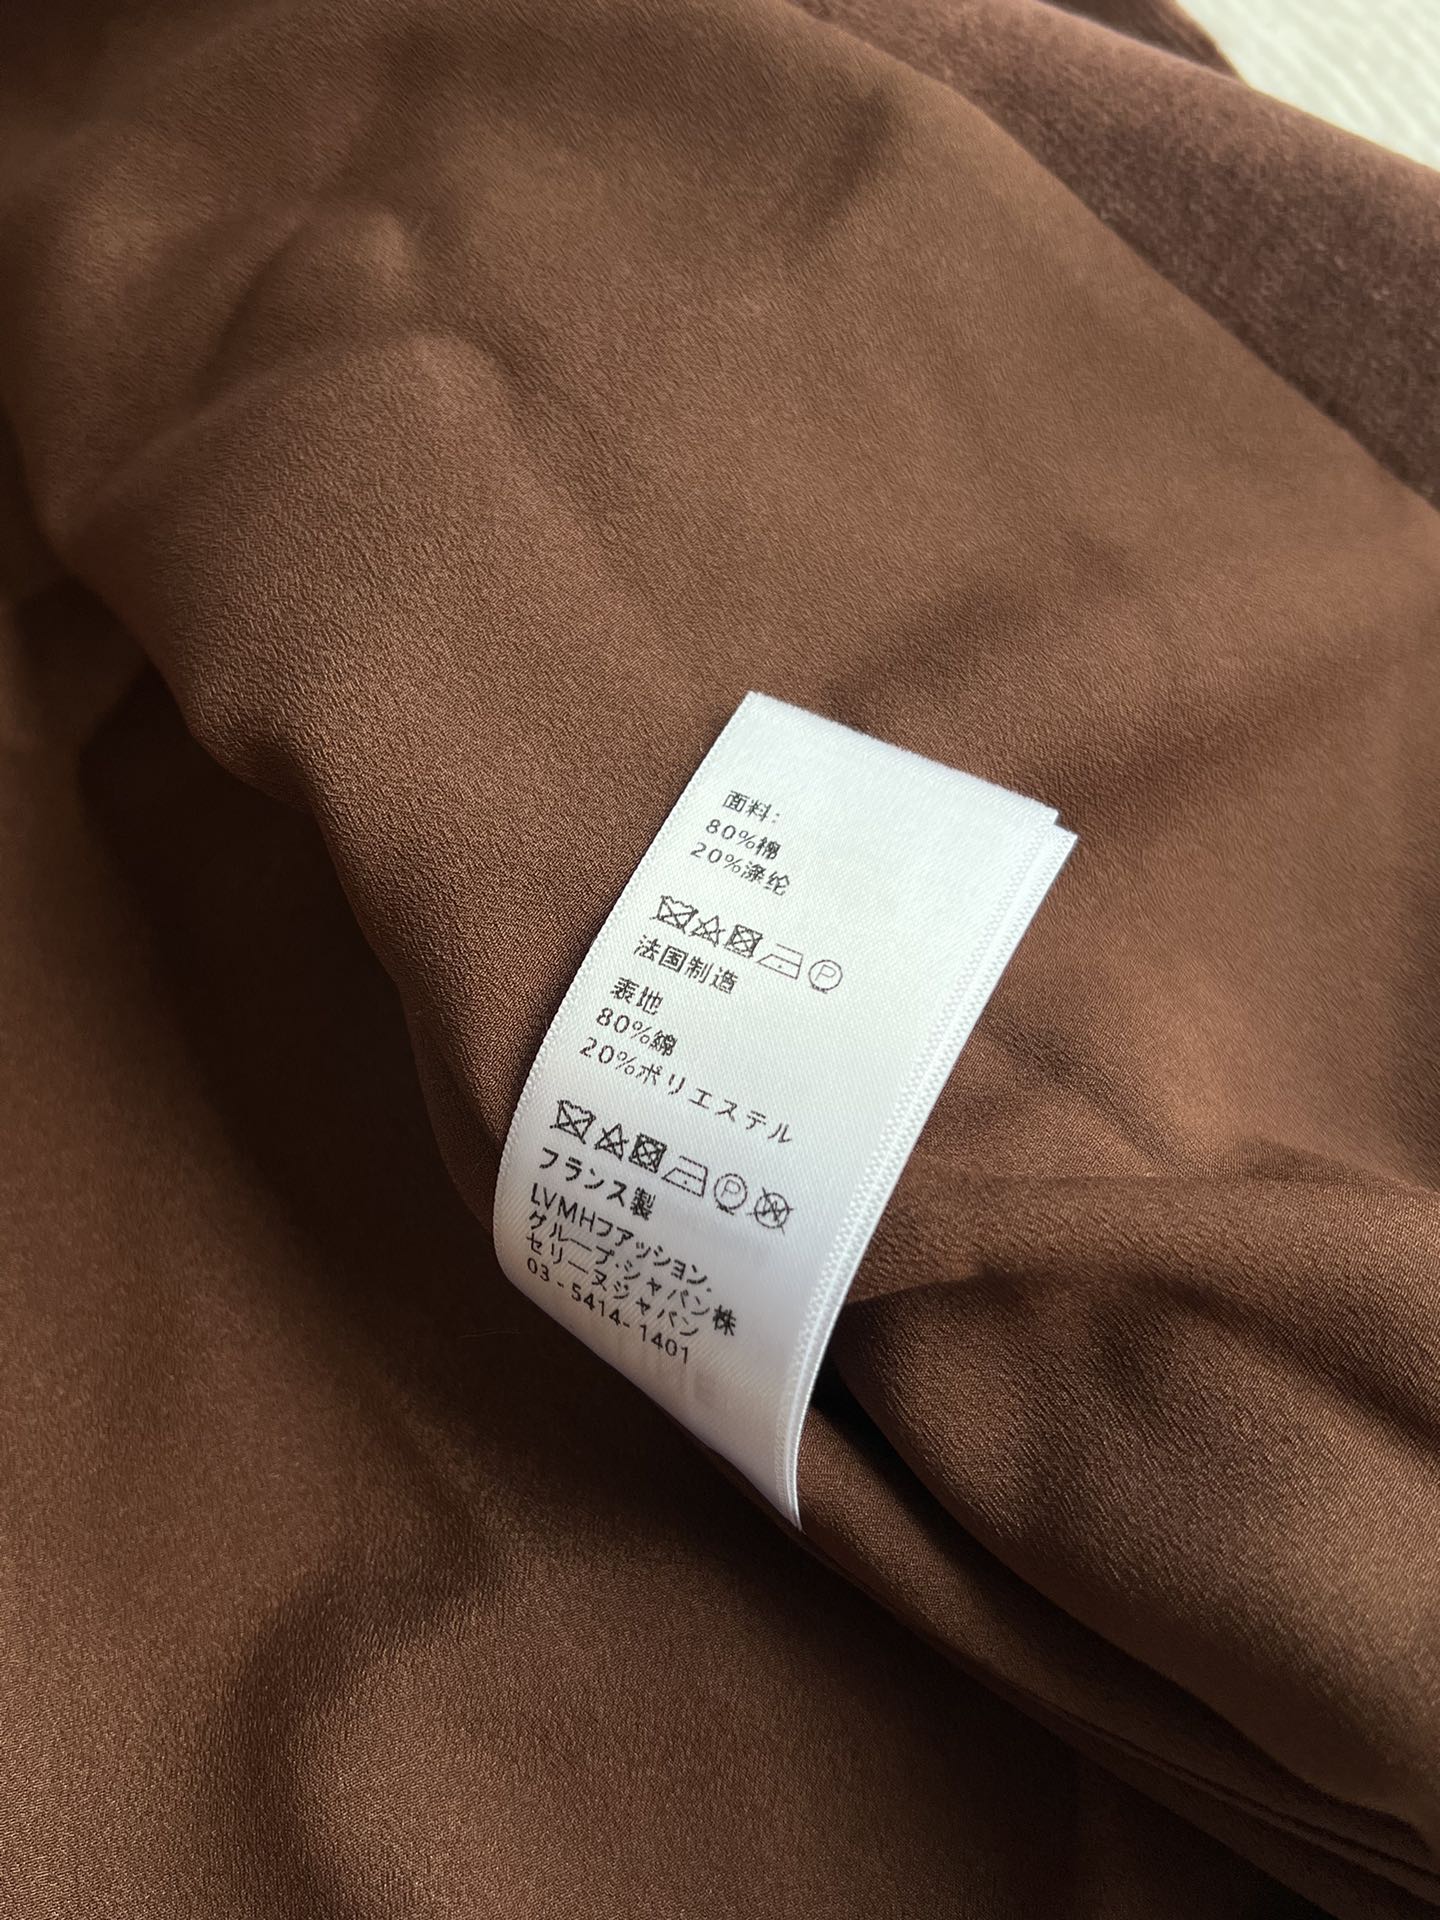 面料:
80%棉
20%涤纶
P
法国制造
表地
80%綿
20%ポリエステル
P W
フランス製
LVMHファッション.
グループ.ジャパン株
セリーヌジャパン
03-5414-1401